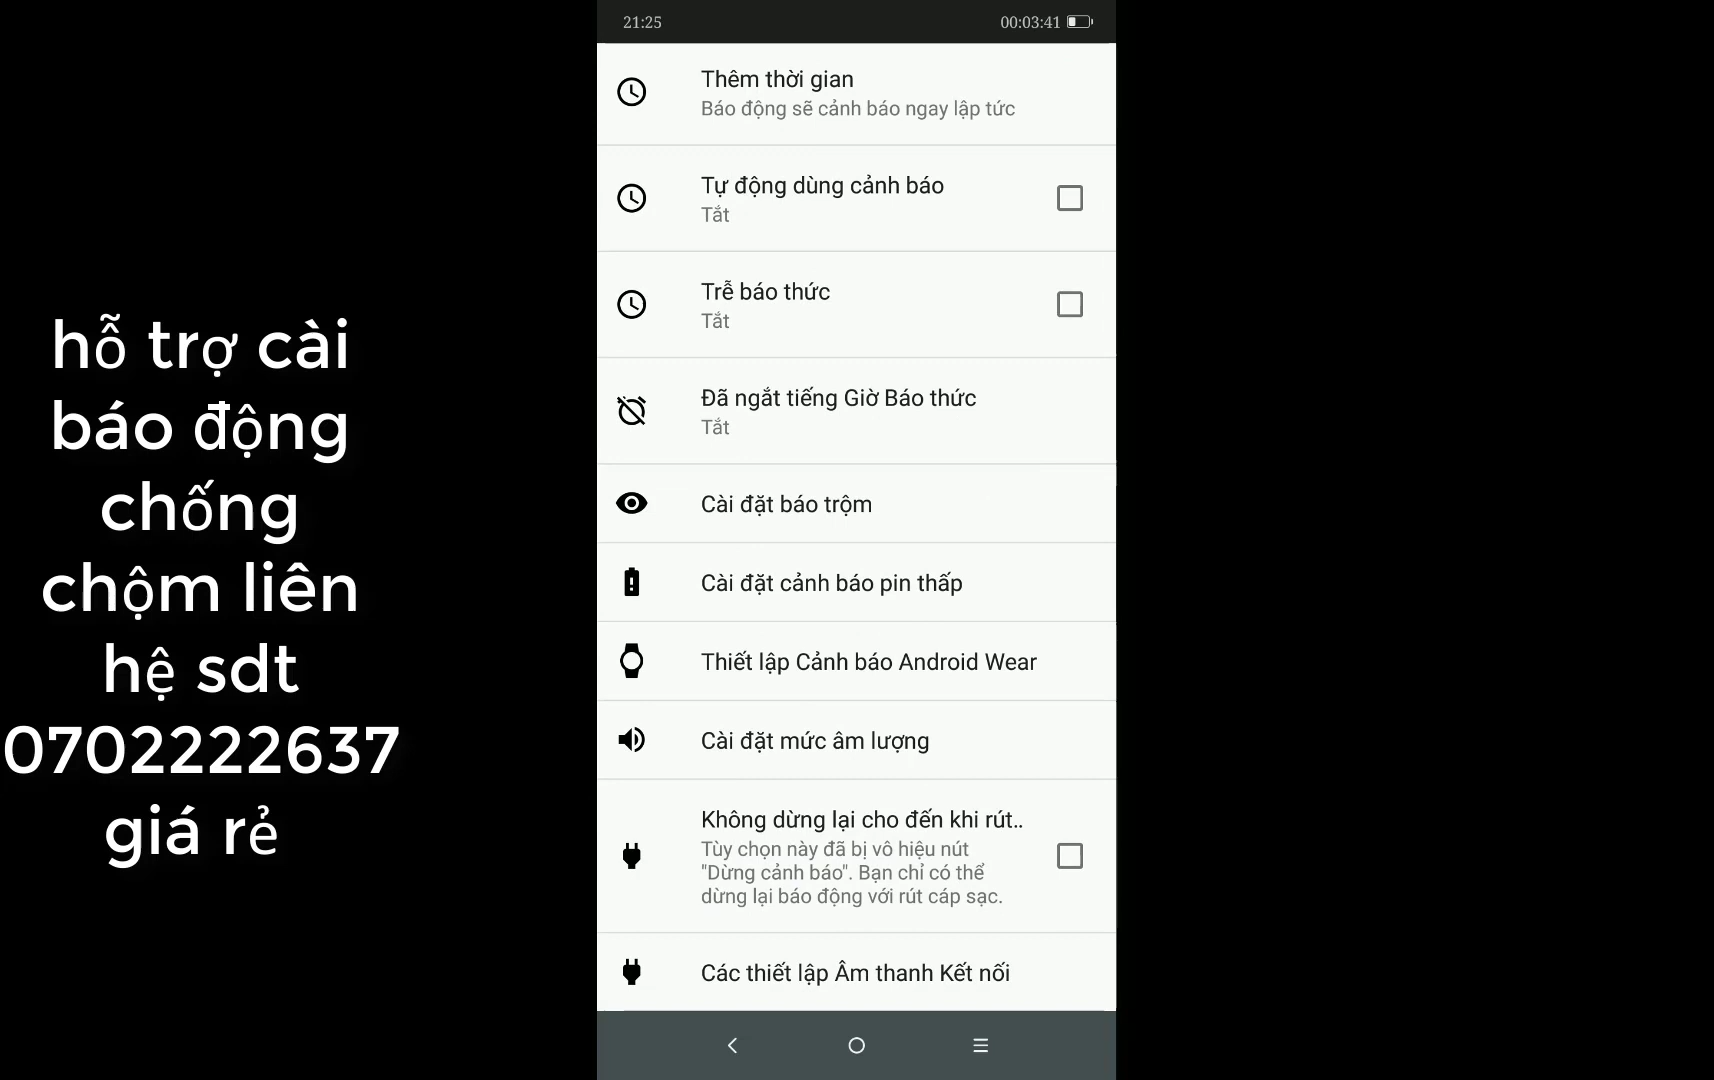 hỗ trợ cài
báo động
chống
chộm liên
hệ sdt
0702222637
giá rẻ
21:25
00:03:41
Thêm thời gian
Báo động sẽ cảnh báo ngay lập tức
Tự động dùng cảnh báo
Tắt
Trễ báo thức
Tắt
Đã ngắt tiếng Giờ Báo thức
Tắt
Cài đặt báo trộm
Cài đặt cảnh báo pin thấp
Thiết lập Cảnh báo Android Wear
Cài đặt mức âm lượng
Không dừng lại cho đến khi rút..
Tùy chọn này đã bị vô hiệu nút
"Dừng cảnh báo". Bạn chỉ có thể
dừng lại báo động với rút cáp sạc.
Các thiết lập Âm thanh Kết nối